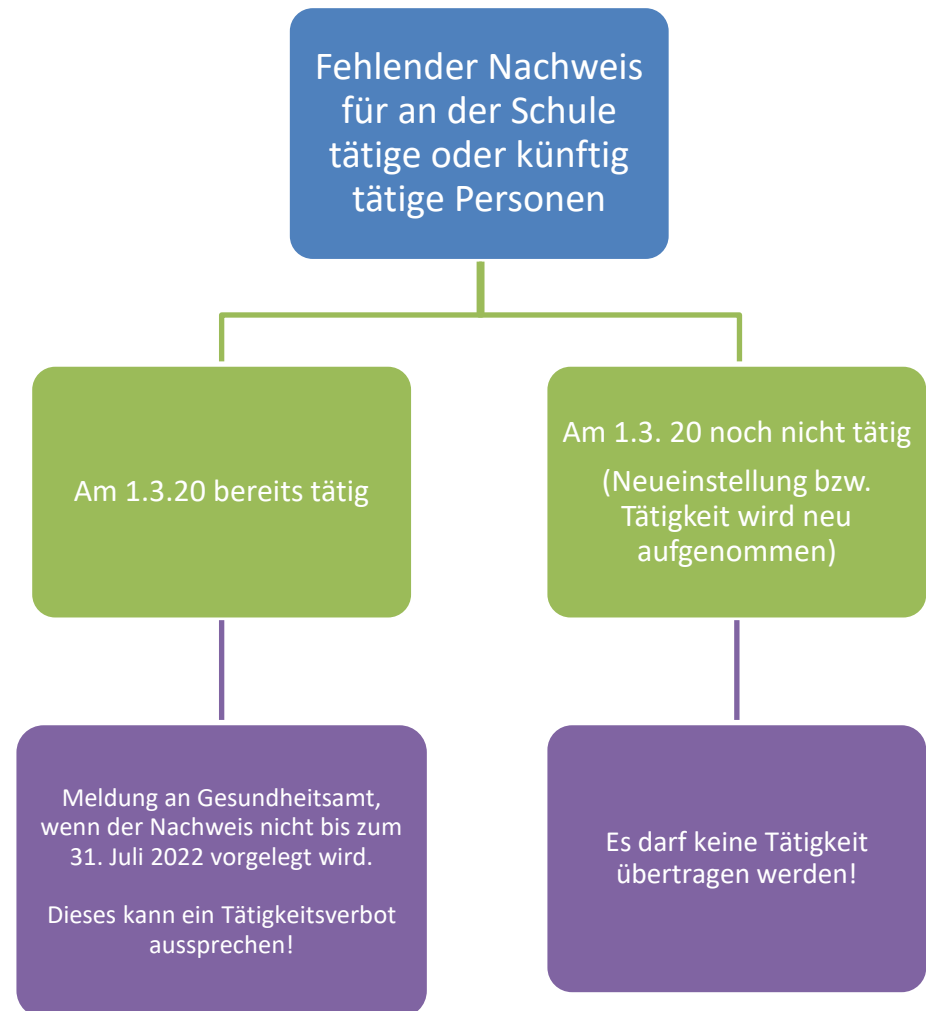 Fehlender Nachweis
für an der Schule
tätige oder künftig
tätige Personen
Am 1.3.20 bereits tätig
Am 1.3. 20 noch nicht tätig
(Neueinstellung bzw.
Tätigkeit wird neu
aufgenommen)
Meldung an Gesundheitsamt,
wenn der Nachweis nicht bis zum
31. Juli 2022 vorgelegt wird.
Dieses kann ein Tätigkeitsverbot
aussprechen!
Es darf keine Tätigkeit
übertragen werden!